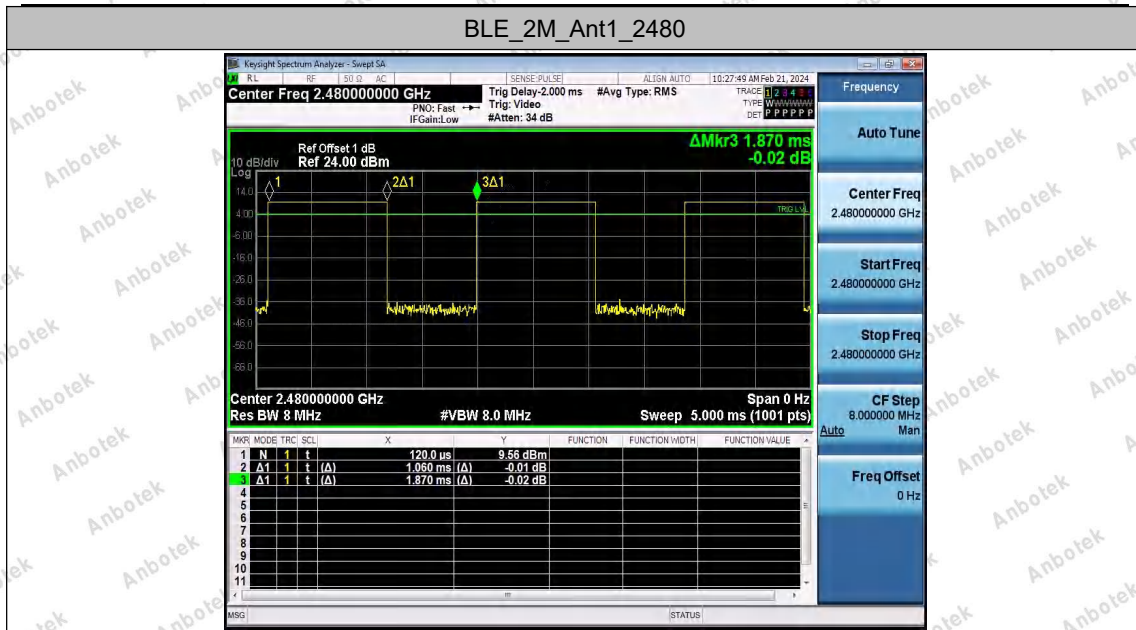 BLE_2M_Ant1_2480
Keysight Spectrum Analyzer - Swept SA
RL RF 50 Ω AC SENSE:PULSE ALIGN AUTO 10:27:49 AM Feb 21, 2024
Center Freq 2.480000000 GHz
PNO: Fast
IFGain:Low
Trig Delay-2.000 ms
Trig: Video
#Atten: 34 dB
#Avg Type: RMS
TRACE 1 2 3 4 5 6
TYPE WWWWWW
DET P P P P P P
ΔMkr3 1.870 ms
-0.02 dB
Ref Offset 1 dB
10 dB/div Ref 24.00 dBm
Log
1 2Δ1 3Δ1
14.0
4.00
TRIG LVL
-6.00
-16.0
-26.0
-36.0
-46.0
-56.0
-66.0
Center 2.480000000 GHz Span 0 Hz
Res BW 8 MHz #VBW 8.0 MHz Sweep 5.000 ms (1001 pts)
MKR MODE TRC SCL X Y FUNCTION FUNCTION WIDTH FUNCTION VALUE
1 N 1 t 120.0 µs 9.56 dBm
2 Δ1 1 t (Δ) 1.060 ms (Δ) -0.01 dB
3 Δ1 1 t (Δ) 1.870 ms (Δ) -0.02 dB
4
5
6
7
8
9
10
11
MSG STATUS
Frequency
Auto Tune
Center Freq
2.480000000 GHz
Start Freq
2.480000000 GHz
Stop Freq
2.480000000 GHz
CF Step
8.000000 MHz
Auto Man
Freq Offset
0 Hz
Anbotek